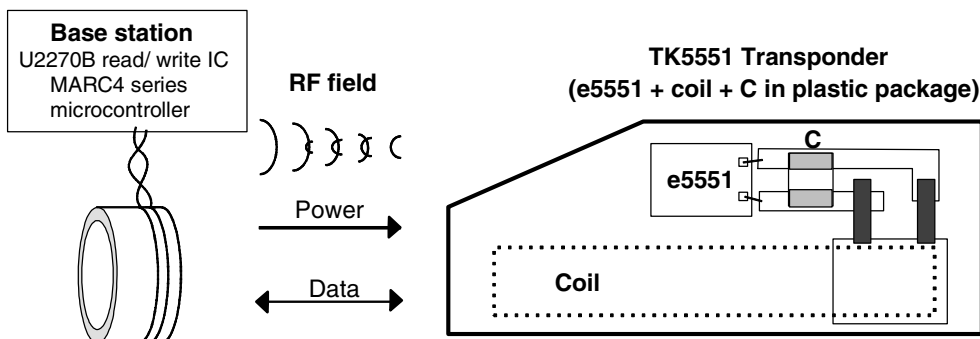 Base station
U2270B read/ write IC
MARC4 series
microcontroller
RF field
Power
Data
TK5551 Transponder
(e5551 + coil + C in plastic package)
C
e5551
Coil